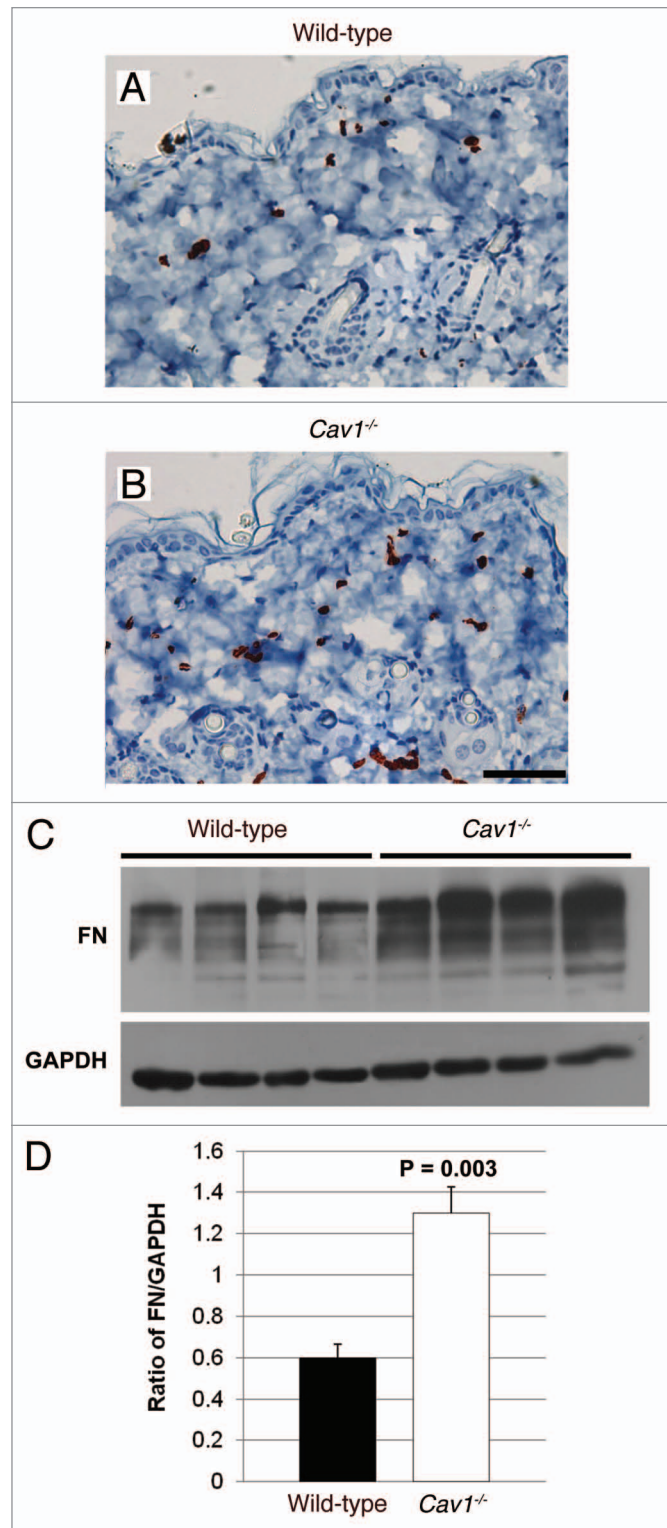 Wild-type
A
Cav1-/-
B
C
Wild-type Cav1-/-
FN
GAPDH
D
P = 0.003
Ratio of FN/GAPDH
1.6
1.4
1.2
1
0.8
0.6
0.4
0.2
0
Wild-type Cav1-/-